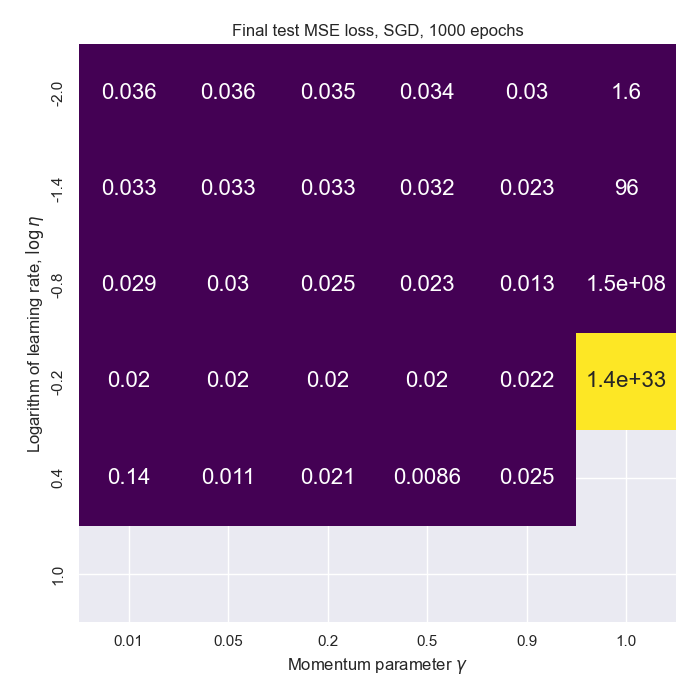 Final test MSE loss, SGD, 1000 epochs
-2.0 0.036 0.036 0.035 0.034 0.03 1.6
-1.4 0.033 0.033 0.033 0.032 0.023 96
-0.8 0.029 0.03 0.025 0.023 0.013 1.5e+08
-0.2 0.02 0.02 0.02 0.02 0.022 1.4e+33
0.4 0.14 0.011 0.021 0.0086 0.025
1.0
0.01 0.05 0.2 0.5 0.9 1.0
Momentum parameter γ
Logarithm of learning rate, log η